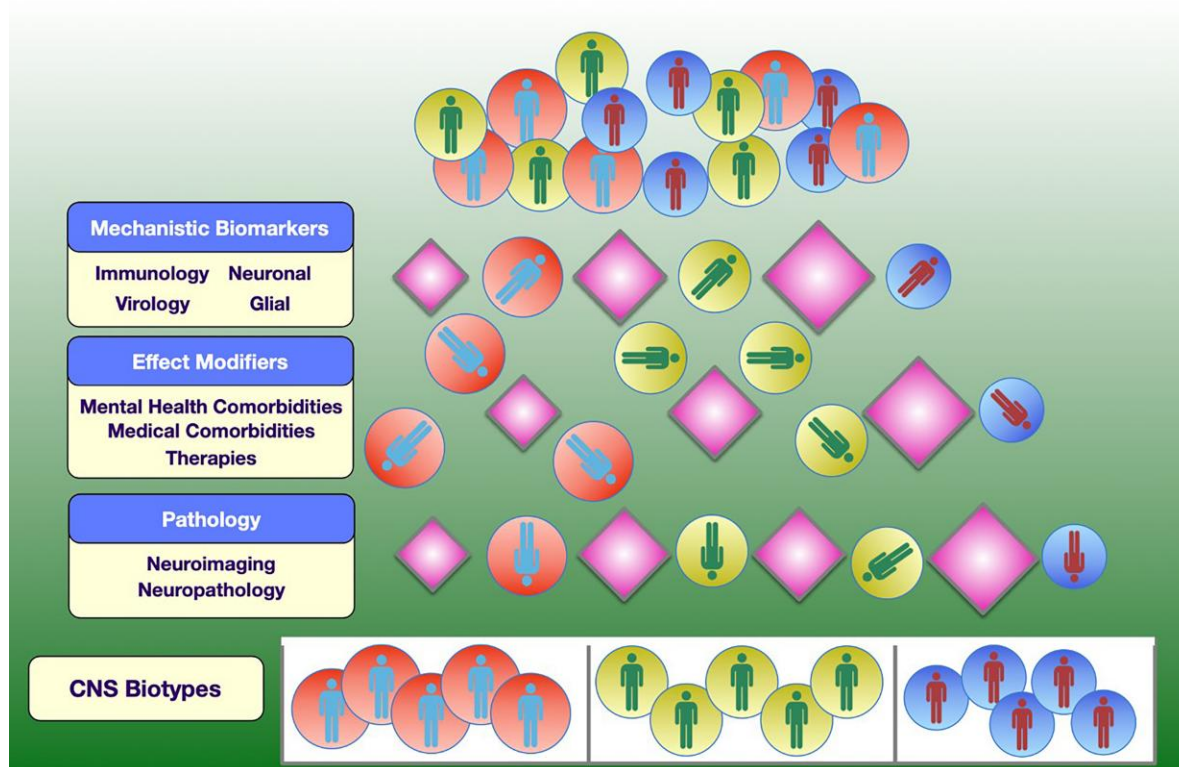 Mechanistic Biomarkers
Immunology Neuronal
Virology Glial
Effect Modifiers
Mental Health Comorbidities
Medical Comorbidities
Therapies
Pathology
Neuroimaging
Neuropathology
CNS Biotypes